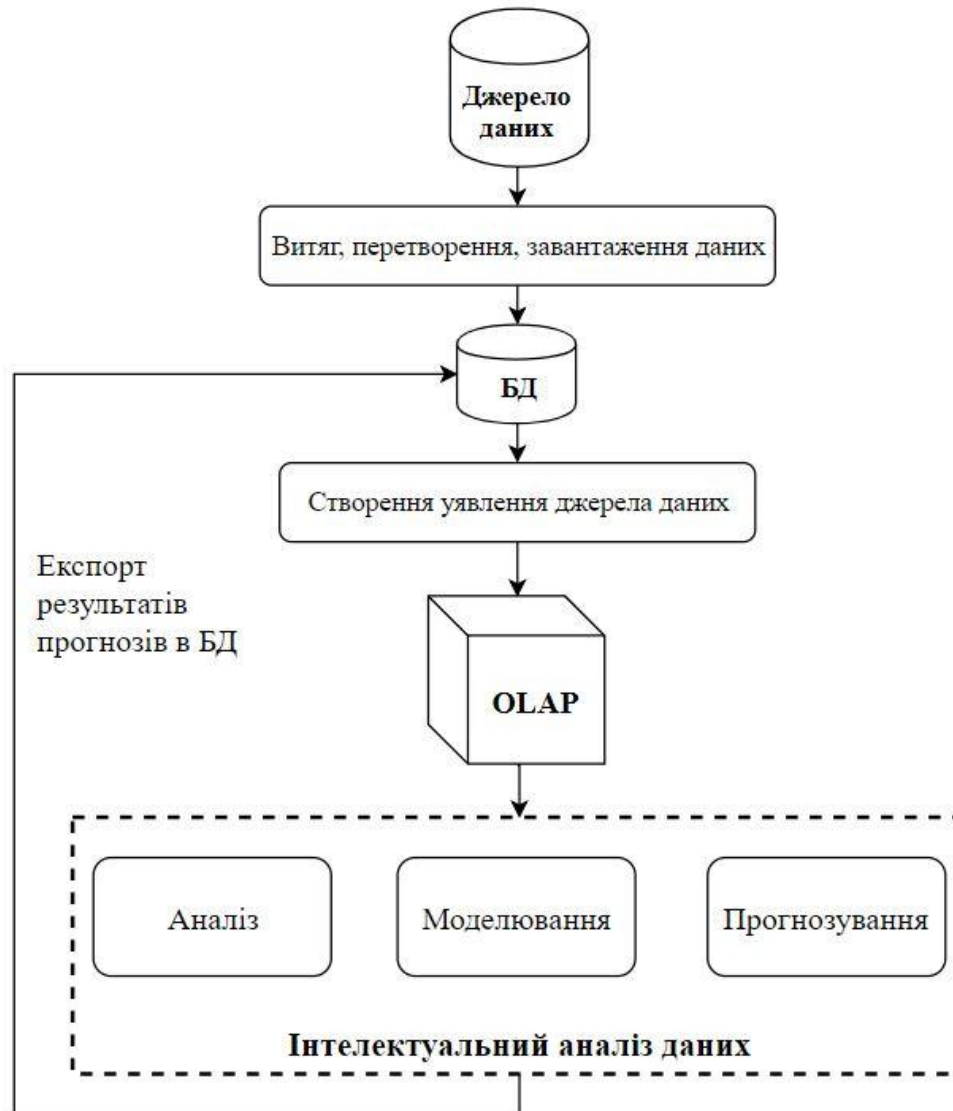 Джерело
даних
Витяг, перетворення, завантаження даних
БД
Створення уявлення джерела даних
Експорт
результатів
прогнозів в БД
OLAP
Аналіз
Моделювання
Прогнозування
Інтелектуальний аналіз даних